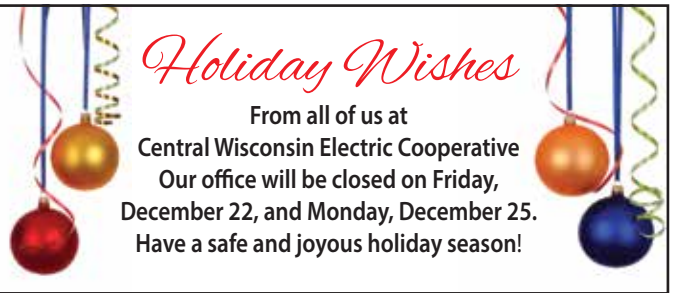 Holiday Wishes
From all of us at
Central Wisconsin Electric Cooperative
Our office will be closed on Friday,
December 22, and Monday, December 25.
Have a safe and joyous holiday season!